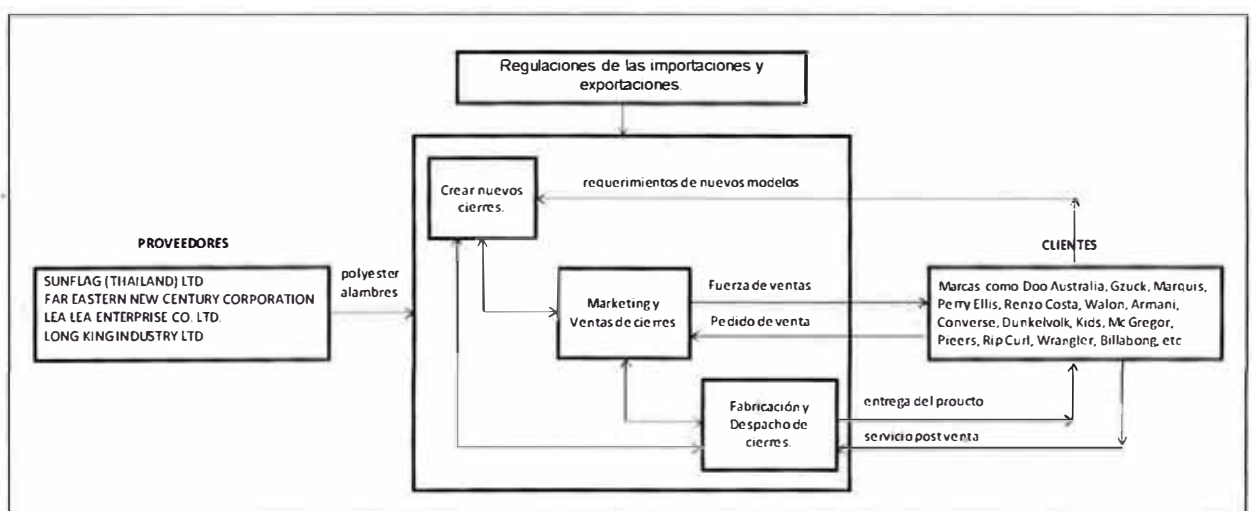 Regulaciones de las importaciones y
exportaciones.
Crear nuevos
cierres.
requerimientos de nuevos modelos
PROVEEDORES
SUNFLAG (THAILAND) LTD
FAR EASTERN NEW CENTURY CORPORATION
LEA LEA ENTERPRISE CO. LTD.
LONG KING INDUSTRY LTD
polyester
alambres
Marketing y
Ventas de cierres
Fuerza de ventas
Pedido de venta
CLIENTES
Marcas como Doo Australia, Gzuck, Marquis,
Perry Ellis, Renzo Costa, Walon, Armani,
Converse, Dunkelvolk, Kids, Mc Gregor,
Pieers, Rip Curl, Wrangler, Billabong, etc
Fabricación y
Despacho de
cierres.
entrega del proucto
servicio post venta